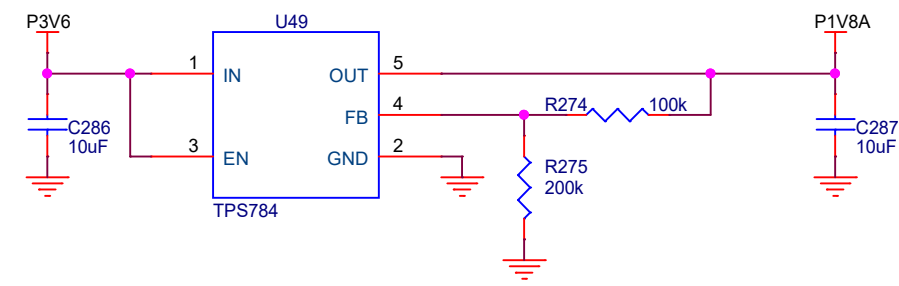 P3V6
U49
P1V8A
1
IN
OUT
5
4
FB
R274
100k
C286
10uF
C287
10uF
3
EN
GND
2
R275
200k
TPS784